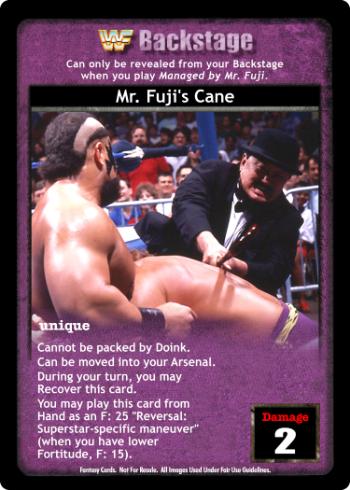 WF Backstage
Can only be revealed from your Backstage
when you play Managed by Mr. Fuji.
Mr. Fuji's Cane
unique
Cannot be packed by Doink.
Can be moved into your Arsenal.
During your turn, you may
Recover this card.
You may play this card from
Hand as an F: 25 "Reversal:
Superstar-specific maneuver"
(when you have lower
Fortitude, F: 15).
Damage
2
Fantasy Cards. Not For Resale. All Images Used Under Fair Use Guidelines.